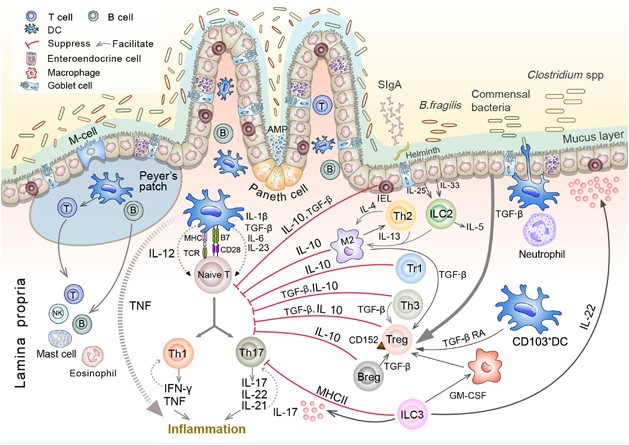 T cell
B cell
DC
Suppress
Facilitate
Enteroendocrine cell
Macrophage
Goblet cell
M-cell
Peyer's
patch
T
B
T
B
AMP
Paneth cell
T
B
SIgA
B.fragilis
Commensal
bacteria
Clostridium spp
Mucus layer
Helminth
IEL
IL-25
IL-33
IL-4
Th2
ILC2
IL-5
IL-13
M2
TGF-β
Neutrophil
IL-10, TGF-β
IL-1β
TGF-β
IL-6
IL-23
MHC
B7
TCR
CD28
IL-12
Naive T
IL-10
IL-10
Tr1
TGF-β
TGF-β, IL-10
Th3
TGF-β
TGF-β, IL 10
CD152
Treg
IL-10
TGF-β
Breg
TGF-β RA
CD103+DC
IL-22
GM-CSF
MHCII
ILC3
IL-17
T
NK
B
Mast cell
Eosinophil
Lamina propria
TNF
Th1
Th17
IFN-γ
TNF
IL-17
IL-22
IL-21
Inflammation